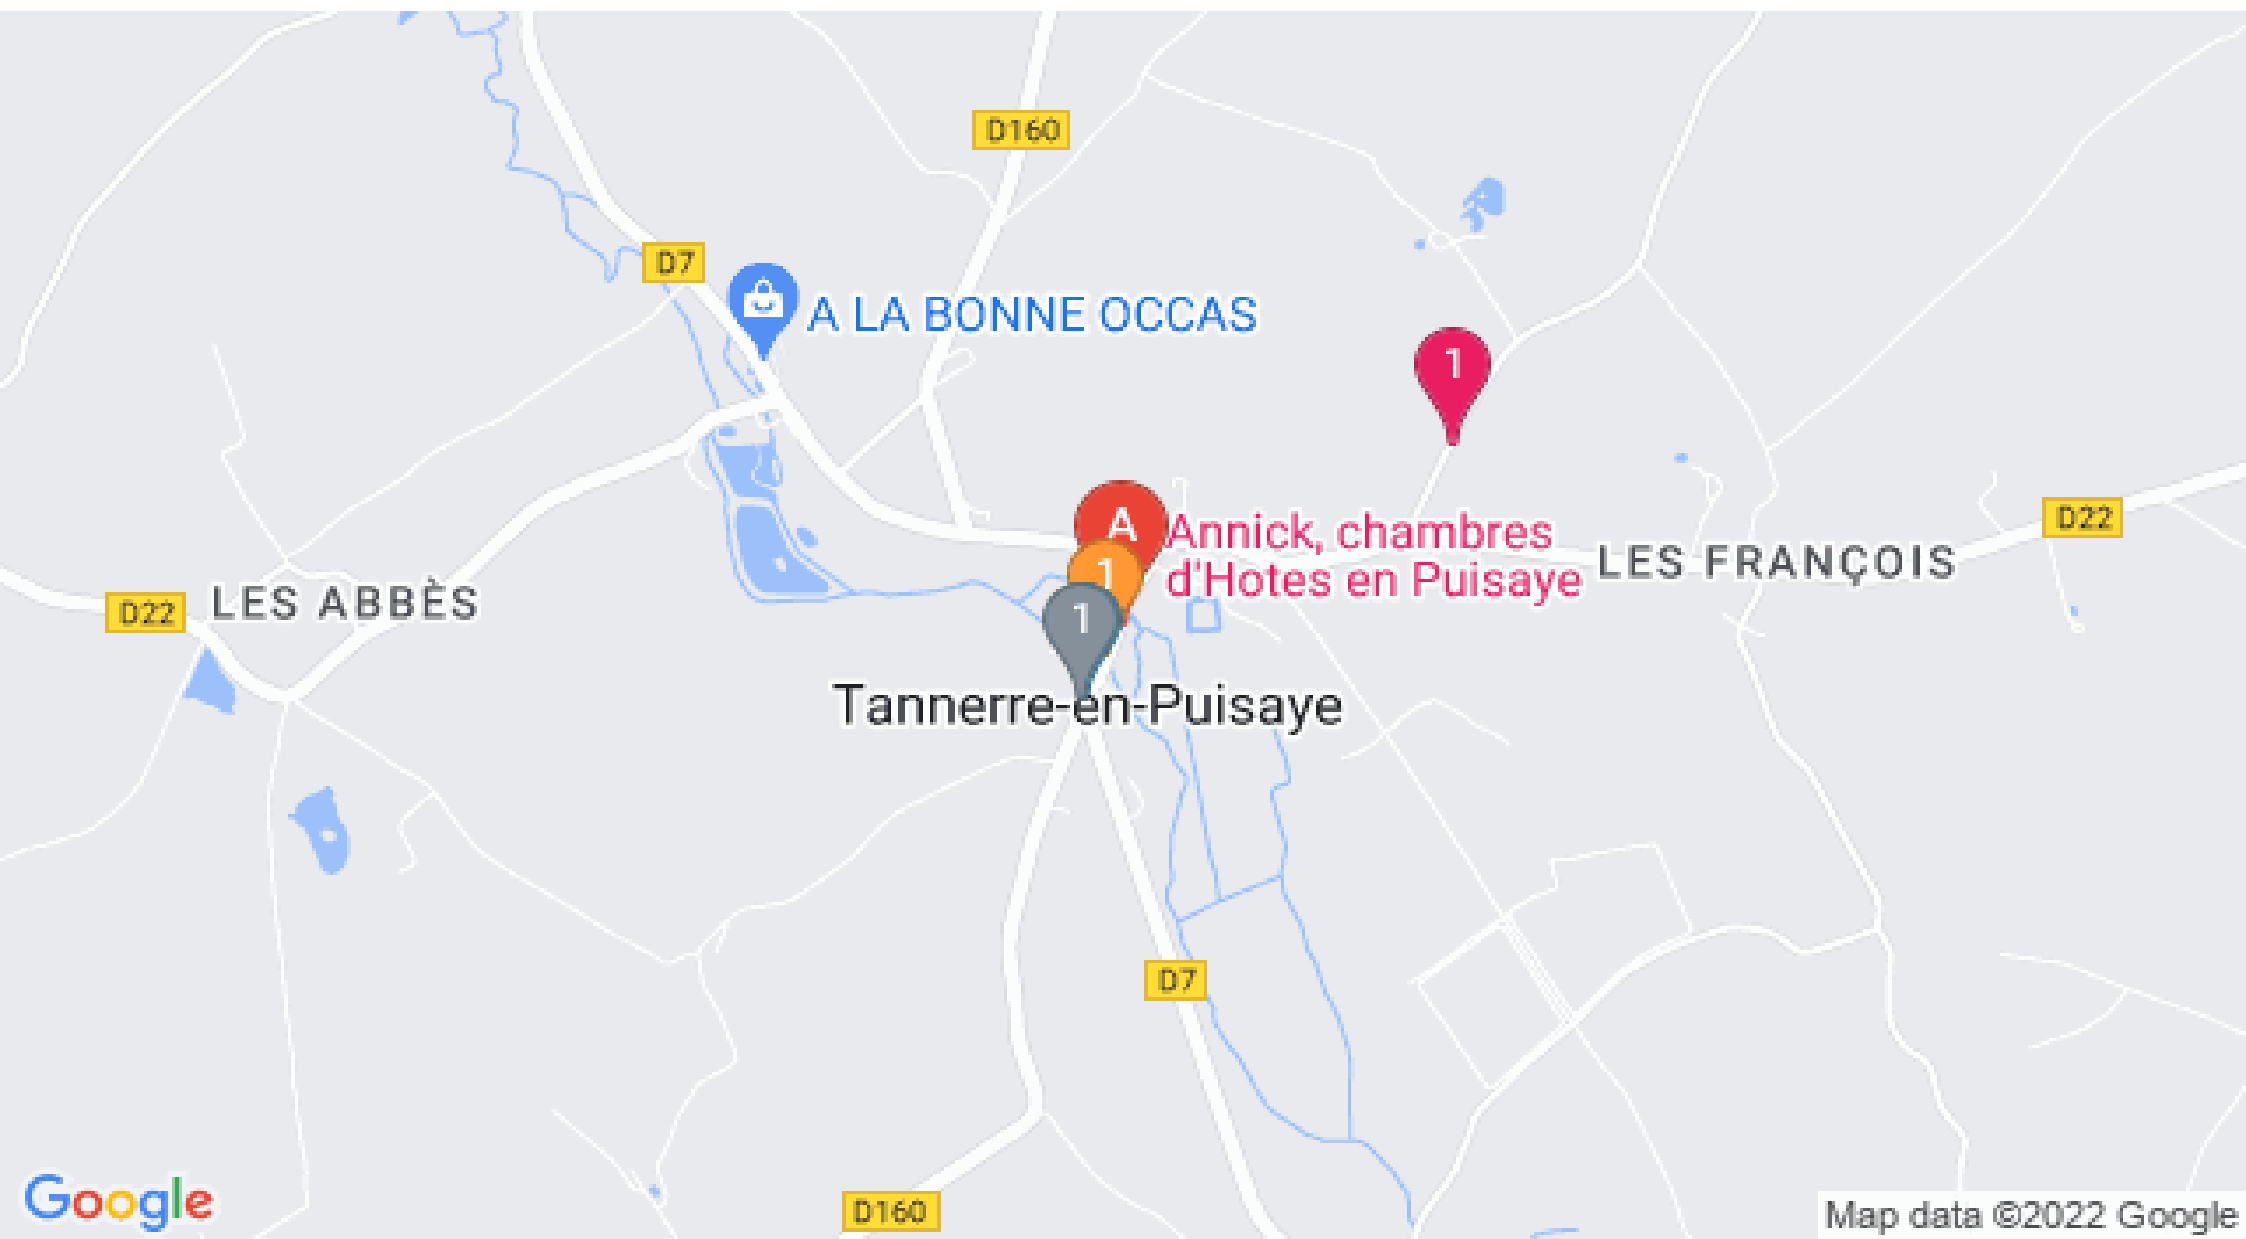 D160
D7
A LA BONNE OCCAS
1
A
Annick, chambres
d'Hotes en Puisaye
1
1
D22
LES FRANÇOIS
D22
LES ABBÈS
Tannerre-en-Puisaye
D7
D160
Google
Map data ©2022 Google